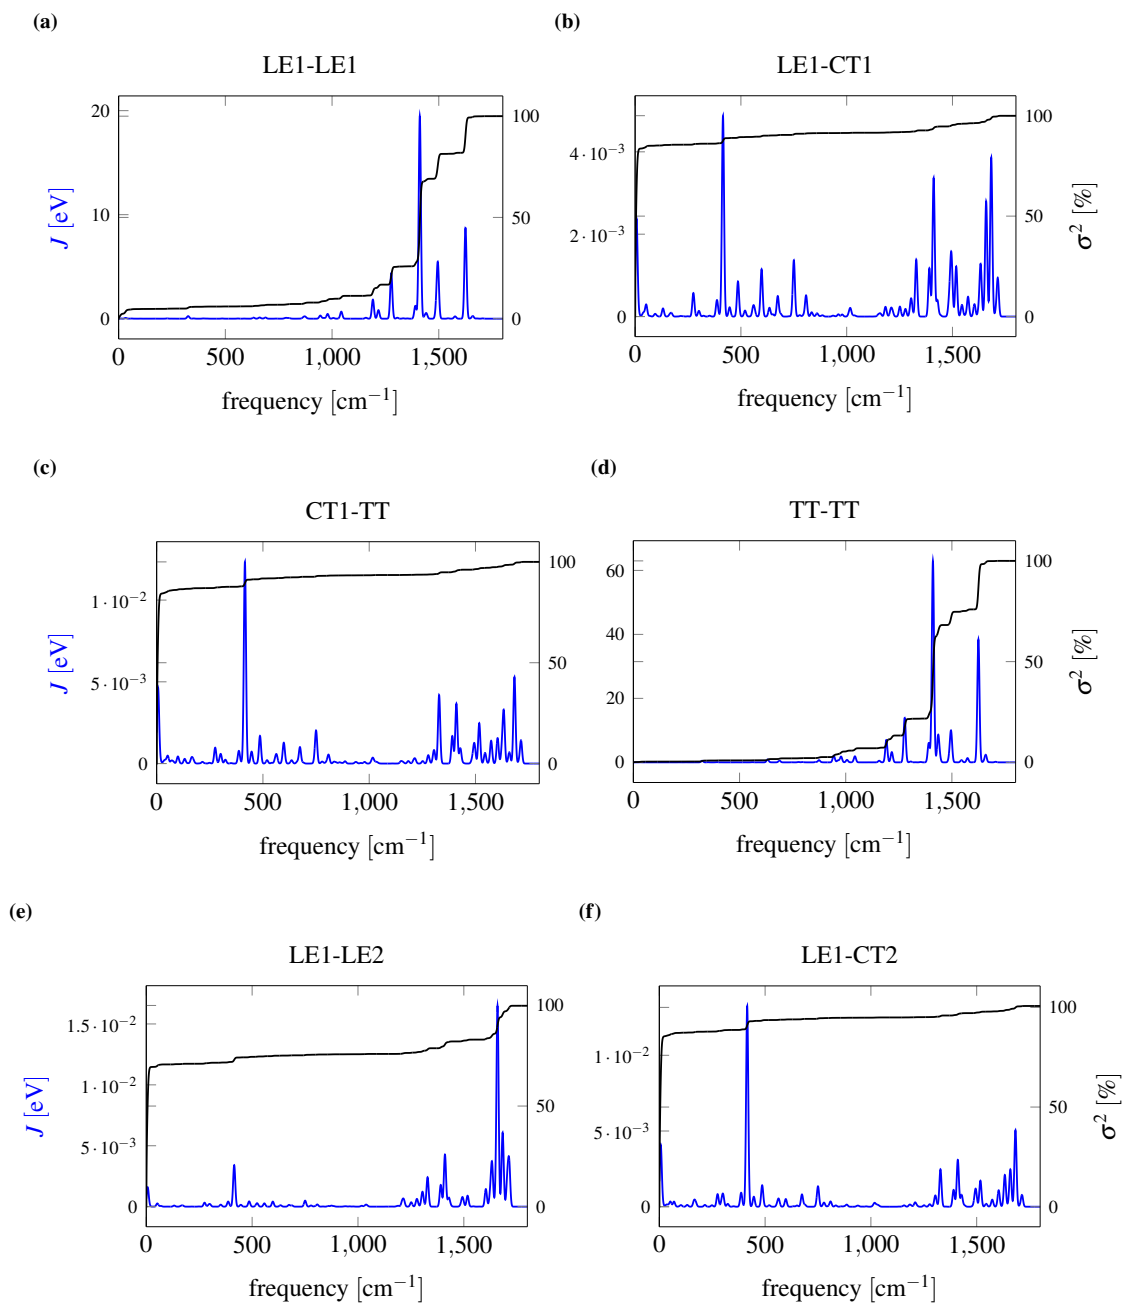 (a)
LE1-LE1
20
10
0
100
50
0
J [eV]
0
500
1,000
1,500
frequency [cm⁻¹]
(b)
LE1-CT1
4·10⁻³
2·10⁻³
0
100
50
0
σ² [%]
0
500
1,000
1,500
frequency [cm⁻¹]
(c)
CT1-TT
1·10⁻²
5·10⁻³
0
100
50
0
J [eV]
0
500
1,000
1,500
frequency [cm⁻¹]
(d)
TT-TT
60
40
20
0
100
50
0
σ² [%]
0
500
1,000
1,500
frequency [cm⁻¹]
(e)
LE1-LE2
1.5·10⁻²
1·10⁻²
5·10⁻³
0
100
50
0
J [eV]
0
500
1,000
1,500
frequency [cm⁻¹]
(f)
LE1-CT2
1·10⁻²
5·10⁻³
0
100
50
0
σ² [%]
0
500
1,000
1,500
frequency [cm⁻¹]